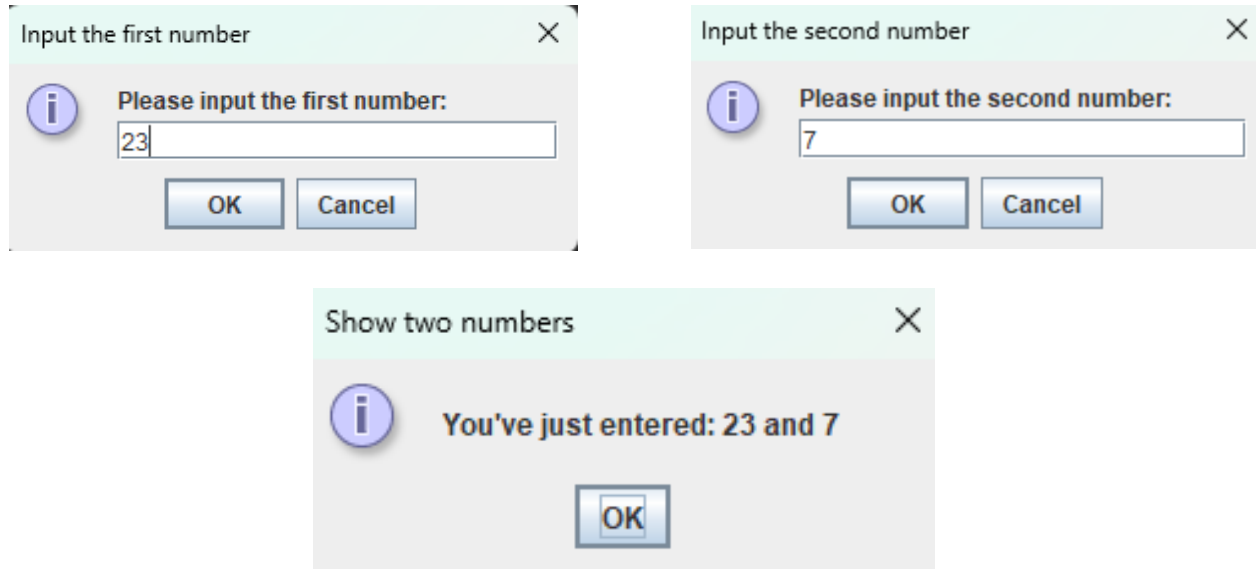 Input the first number
Please input the first number:
23
OK Cancel
Input the second number
Please input the second number:
7
OK Cancel
Show two numbers
You've just entered: 23 and 7
OK